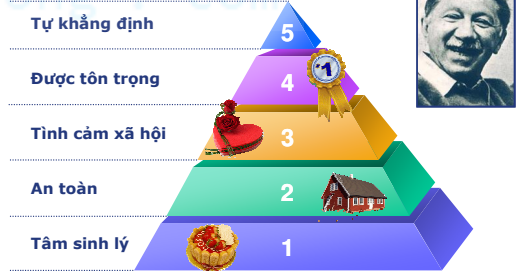 Tự khẳng định
5
Được tôn trọng
4
1
Tình cảm xã hội
3
An toàn
2
Tâm sinh lý
1